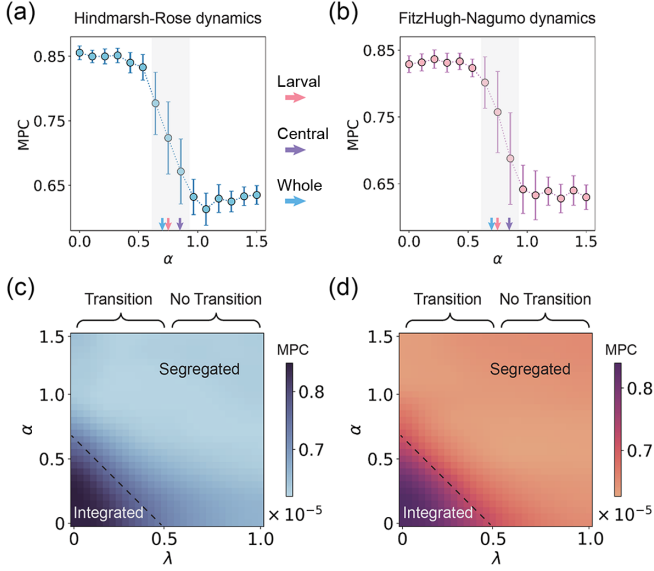 (a)
Hindmarsh-Rose dynamics
MPC
0.85
0.75
0.65
0.0
0.5
1.0
1.5
α
Larval
Central
Whole
(b)
FitzHugh-Nagumo dynamics
MPC
0.85
0.75
0.65
0.0
0.5
1.0
1.5
α
(c)
Transition
No Transition
α
1.5
1.0
0.5
0
Segregated
Integrated
0
0.5
1.0
λ
MPC
0.8
0.7
× 10⁻⁵
(d)
Transition
No Transition
α
1.5
1.0
0.5
0
Segregated
Integrated
0
0.5
1.0
λ
MPC
0.8
0.7
× 10⁻⁵